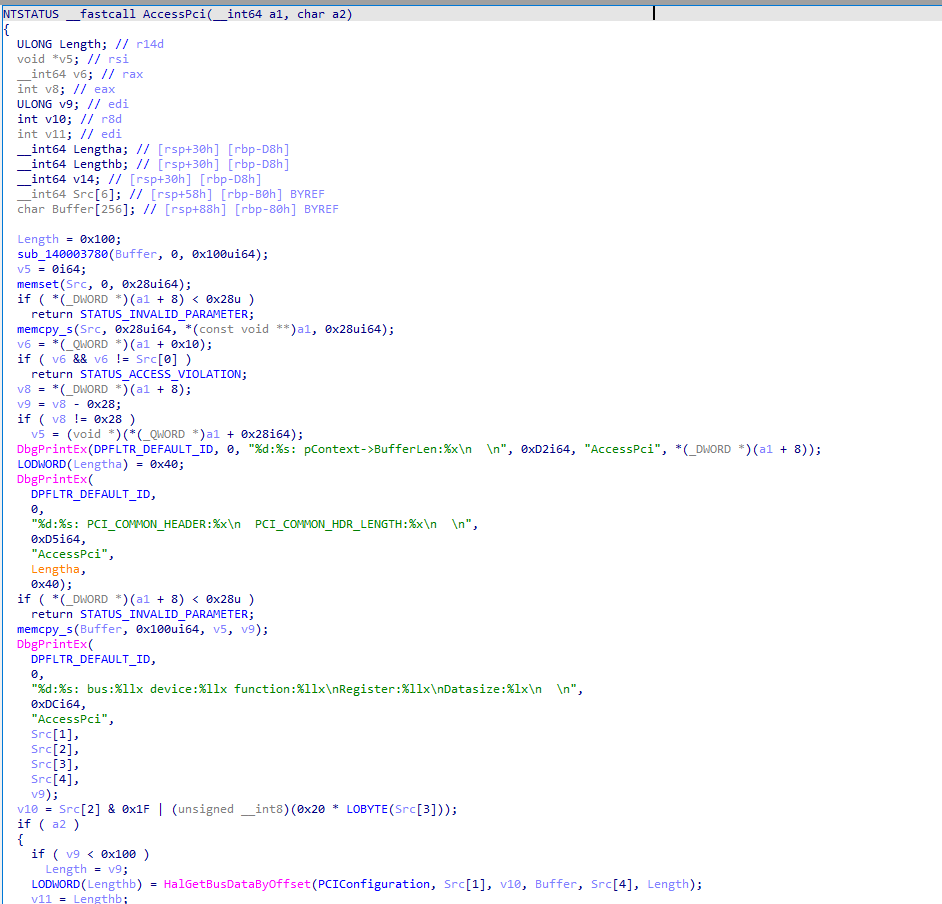 NTSTATUS __fastcall AccessPci(__int64 a1, char a2)
{
  ULONG Length; // r14d
  void *v5; // rsi
  __int64 v6; // rax
  int v8; // eax
  ULONG v9; // edi
  int v10; // r8d
  int v11; // edi
  __int64 Lengtha; // [rsp+30h] [rbp-D8h]
  __int64 Lengthb; // [rsp+30h] [rbp-D8h]
  __int64 v14; // [rsp+30h] [rbp-D8h]
  __int64 Src[6]; // [rsp+58h] [rbp-B0h] BYREF
  char Buffer[256]; // [rsp+88h] [rbp-80h] BYREF

  Length = 0x100;
  sub_140003780(Buffer, 0, 0x100ui64);
  v5 = 0i64;
  memset(Src, 0, 0x28ui64);
  if ( *(_DWORD *)(a1 + 8) < 0x28u )
    return STATUS_INVALID_PARAMETER;
  memcpy_s(Src, 0x28ui64, *(const void **)a1, 0x28ui64);
  v6 = *(_QWORD *)(a1 + 0x10);
  if ( v6 && v6 != Src[0] )
    return STATUS_ACCESS_VIOLATION;
  v8 = *(_DWORD *)(a1 + 8);
  v9 = v8 - 0x28;
  if ( v8 != 0x28 )
    v5 = (void *)(*(_QWORD *)a1 + 0x28i64);
  DbgPrintEx(DPFLTR_DEFAULT_ID, 0, "%d:%s: pContext->BufferLen:%x\n  \n", 0xD2i64, "AccessPci", *(_DWORD *)(a1 + 8));
  LODWORD(Lengtha) = 0x40;
  DbgPrintEx(
    DPFLTR_DEFAULT_ID,
    0,
    "%d:%s: PCI_COMMON_HEADER:%x\n  PCI_COMMON_HDR_LENGTH:%x\n  \n",
    0xD5i64,
    "AccessPci",
    Lengtha,
    0x40);
  if ( *(_DWORD *)(a1 + 8) < 0x28u )
    return STATUS_INVALID_PARAMETER;
  memcpy_s(Buffer, 0x100ui64, v5, v9);
  DbgPrintEx(
    DPFLTR_DEFAULT_ID,
    0,
    "%d:%s: bus:%llx device:%llx function:%llx\nRegister:%llx\nDatasize:%lx\n  \n",
    0xDCi64,
    "AccessPci",
    Src[1],
    Src[2],
    Src[3],
    Src[4],
    v9);
  v10 = Src[2] & 0x1F | (unsigned __int8)(0x20 * LOBYTE(Src[3]));
  if ( a2 )
  {
    if ( v9 < 0x100 )
      Length = v9;
    LODWORD(Lengthb) = HalGetBusDataByOffset(PCIConfiguration, Src[1], v10, Buffer, Src[4], Length);
    v11 = Lengthb;